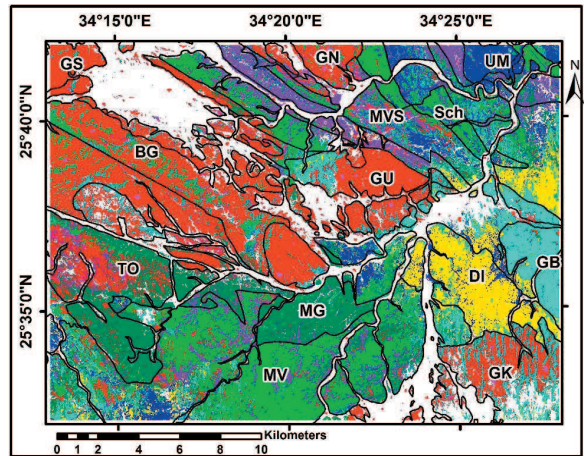 34°15'0"E 34°20'0"E 34°25'0"E
N
GS GN UM
25°40'0"N
MVS Sch
BG
GU
TO GB
DI
25°35'0"N
MG
MV GK
Kilometers
0 1 2 4 6 8 10